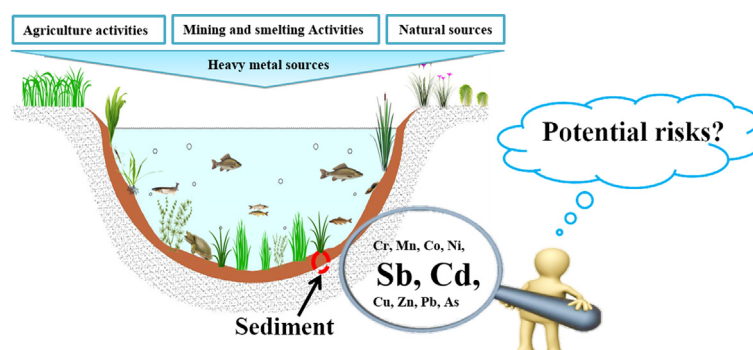 Agriculture activities
Mining and smelting Activities
Natural sources
Heavy metal sources
Potential risks?
Cr, Mn, Co, Ni,
Sb, Cd,
Cu, Zn, Pb, As
Sediment